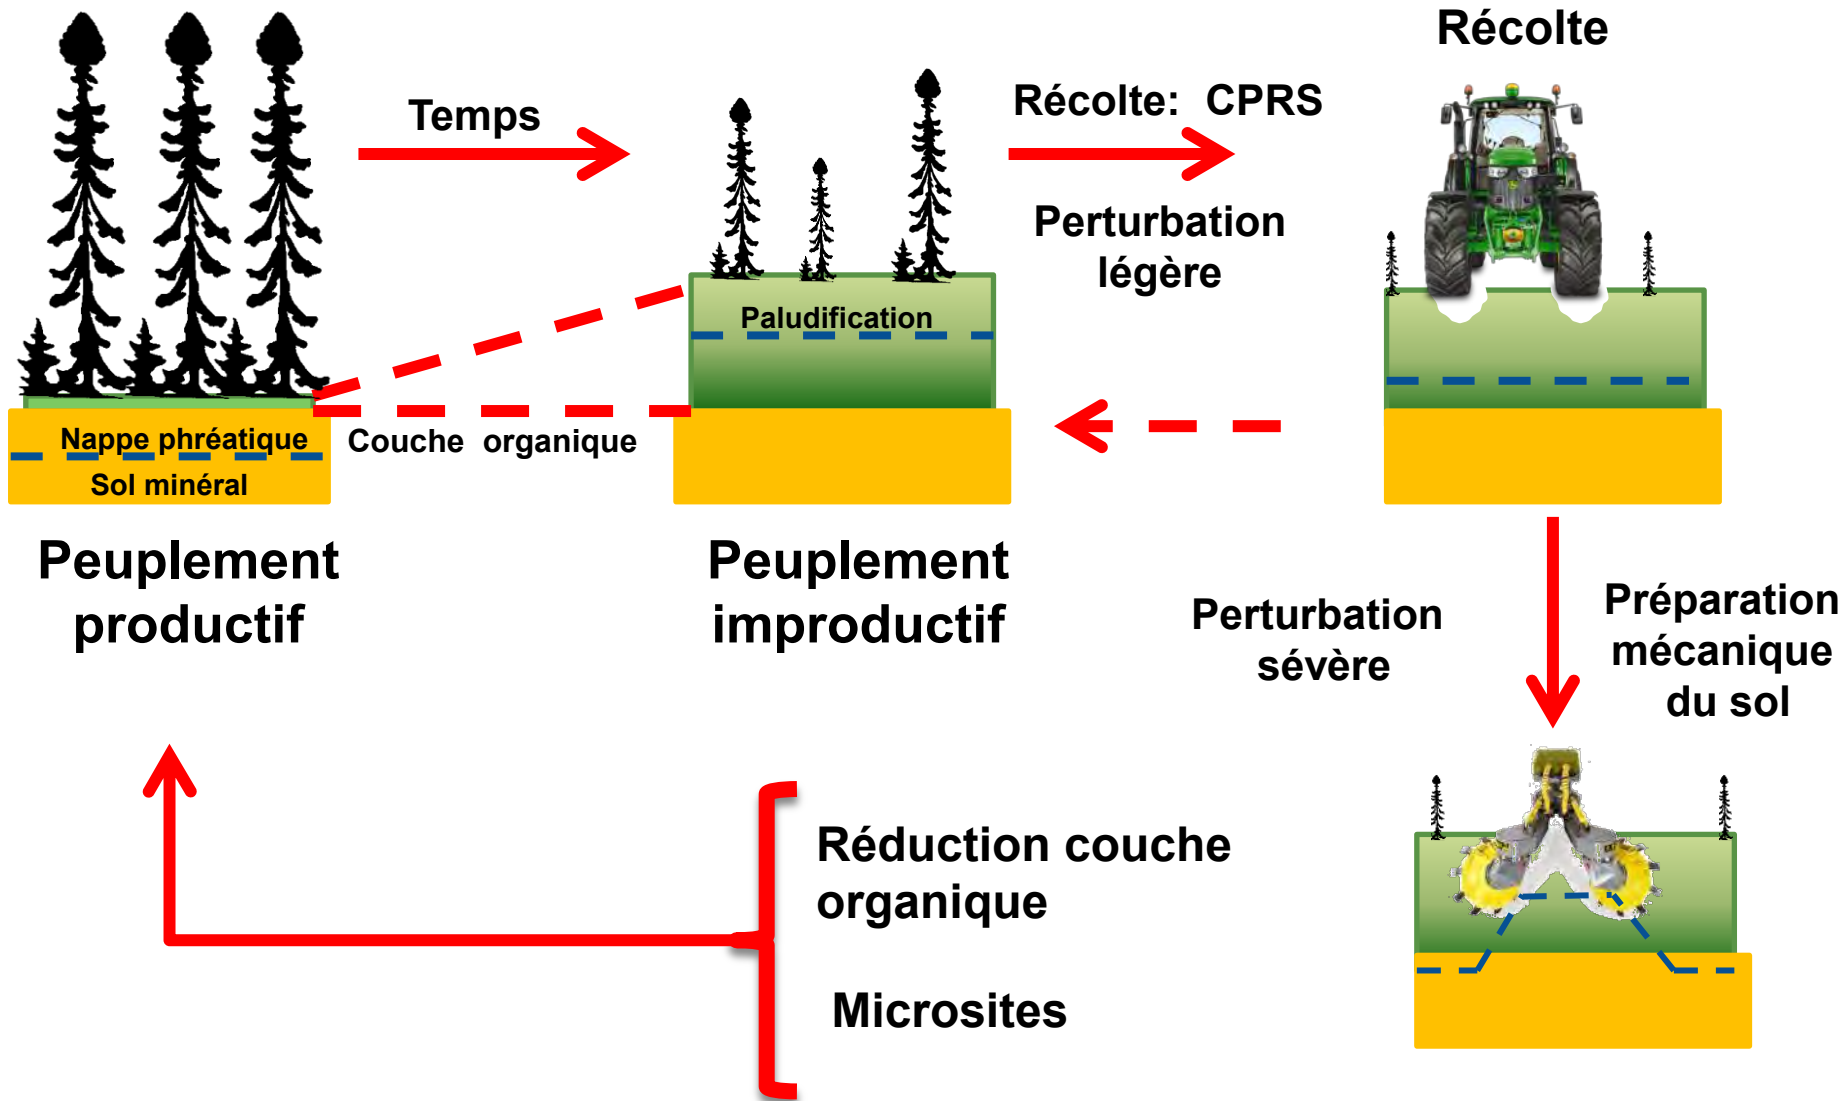 Récolte
Temps
Récolte: CPRS
Perturbation
légère
Paludification
Nappe phréatique
Sol minéral
Couche organique
Peuplement
productif
Peuplement
improductif
Perturbation
sévère
Préparation
mécanique
du sol
Réduction couche
organique
Microsites